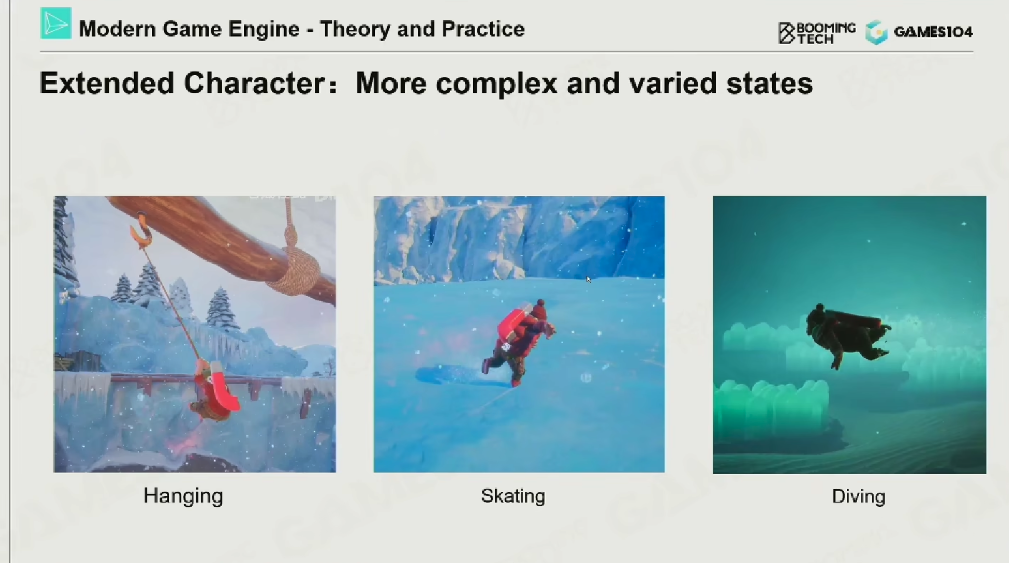 Modern Game Engine - Theory and Practice
BOOMING
TECH
GAMES104
Extended Character：More complex and varied states
Hanging
Skating
Diving